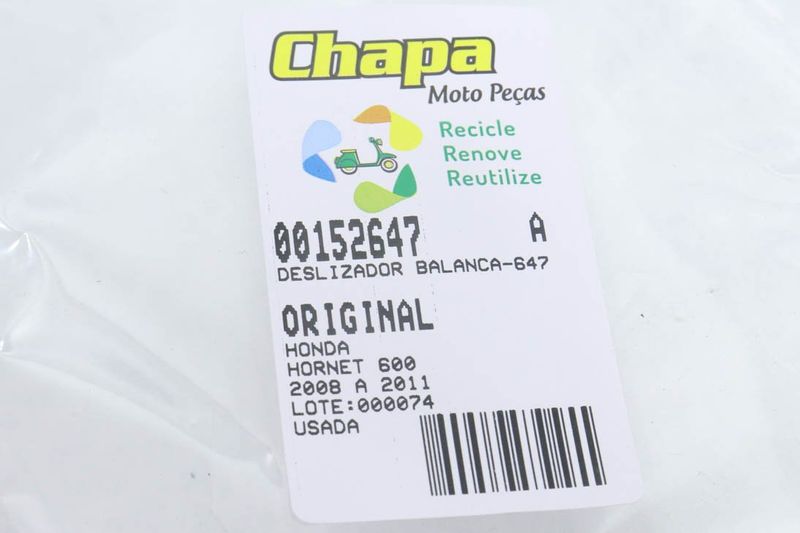 Chapa
Moto Peças
Recicle
Renove
Reutilize
00152647 A
DESLIZADOR BALANCA-647
ORIGINAL
HONDA
HORNET 600
2008 A 2011
LOTE:000074
USADA